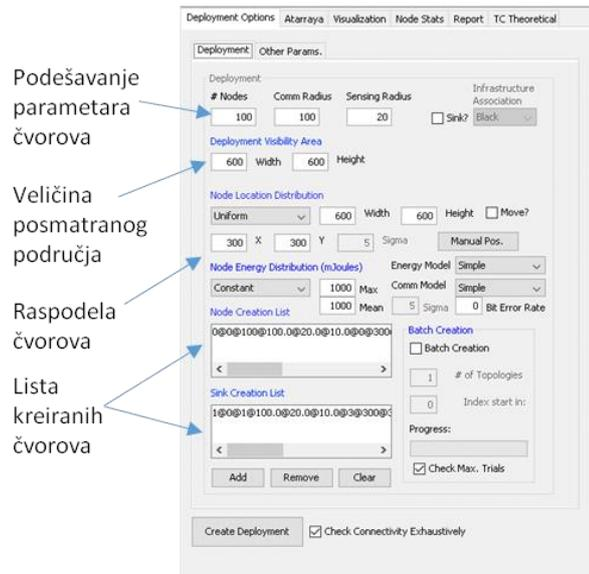 Deployment Options Atarraya Visualization Node Stats Report TC Theoretical
Deployment Other Params.
Podešavanje
parametara
čvorova
Veličina
posmatranog
područja
Raspodela
čvorova
Lista
kreiranih
čvorova
Deployment
# Nodes Comm Radius Sensing Radius
Infrastructure
Association
100 100 20 Sink? Black
Deployment Visibility Area
600 Width 600 Height
Node Location Distribution
Uniform 600 Width 600 Height Move?
300 X 300 Y 5 Sigma Manual Pos.
Node Energy Distribution (mJoules) Energy Model Simple
Constant 1000 Max Comm Model Simple
1000 Mean 5 Sigma 0 Bit Error Rate
Node Creation List
0@0@100@100.0@20.0@10.0@0@300@
Sink Creation List
1@0@1@100.0@20.0@10.0@3@300@3
Add Remove Clear
Batch Creation
Batch Creation
1 # of Topologies
0 Index start in:
Progress:
Check Max. Trials
Create Deployment Check Connectivity Exhaustively